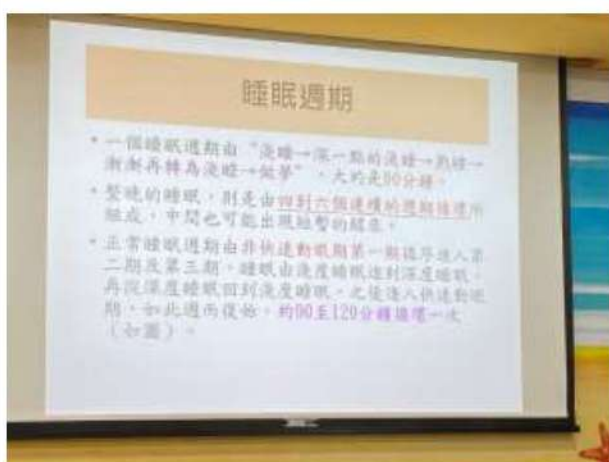 睡眠週期
• 一個睡眠週期由"淺睡→深一點的淺睡→熟睡→
漸漸再轉為淺睡→做夢",大約是90分鐘。
• 整晚的睡眠,則是由四到六個連續的週期循環所
組成,中間也可能出現短暫的醒意。
• 正常睡眠週期由非快速動眼期第一期循序進入第
二期及第三期,睡眠由淺度睡眠進到深度睡眠,
再從深度睡眠回到淺度睡眠,之後進入快速動眼
期,如此週而復始,約90至120分鐘循環一次
(如圖)。